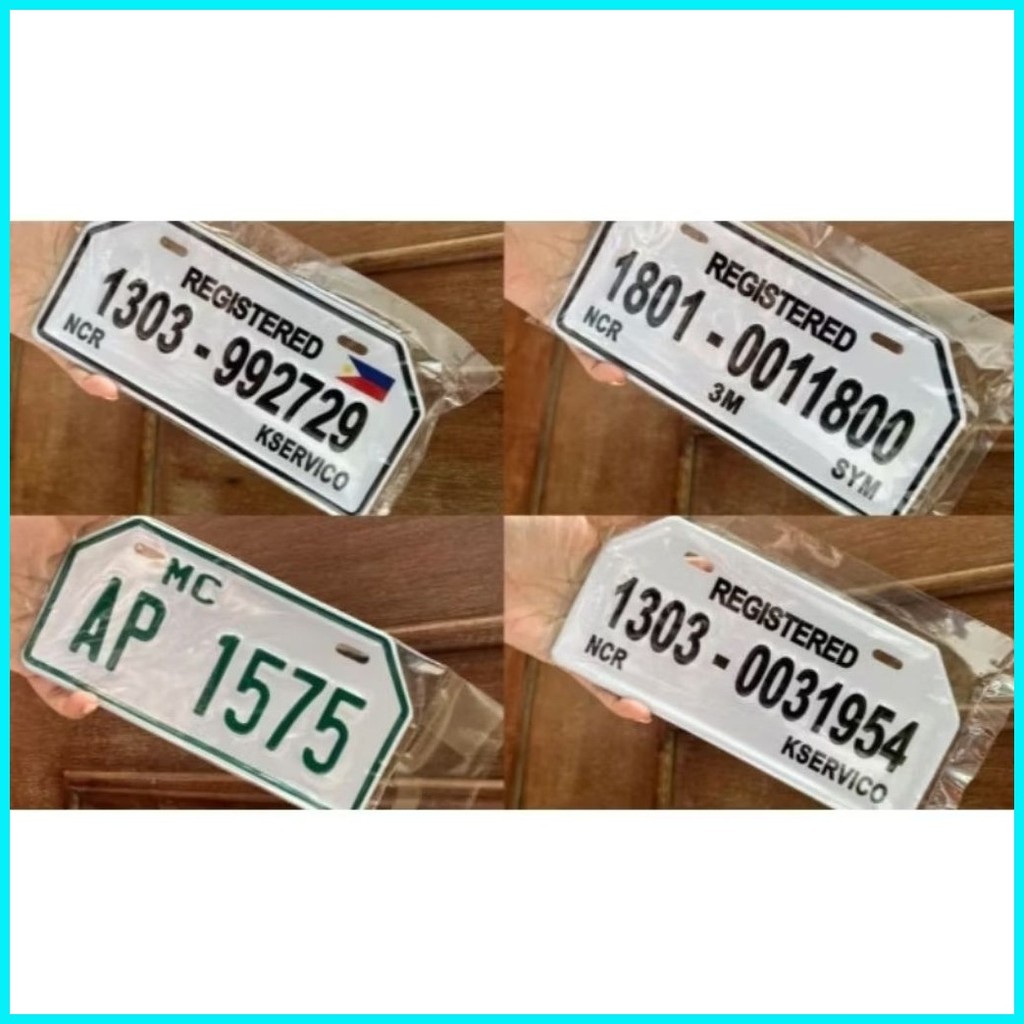 REGISTERED
1303 - 992729
NCR
KSERVICO
REGISTERED
1801 - 0011800
NCR
3M
SYM
MC
AP 1575
REGISTERED
1303 - 0031954
NCR
KSERVICO